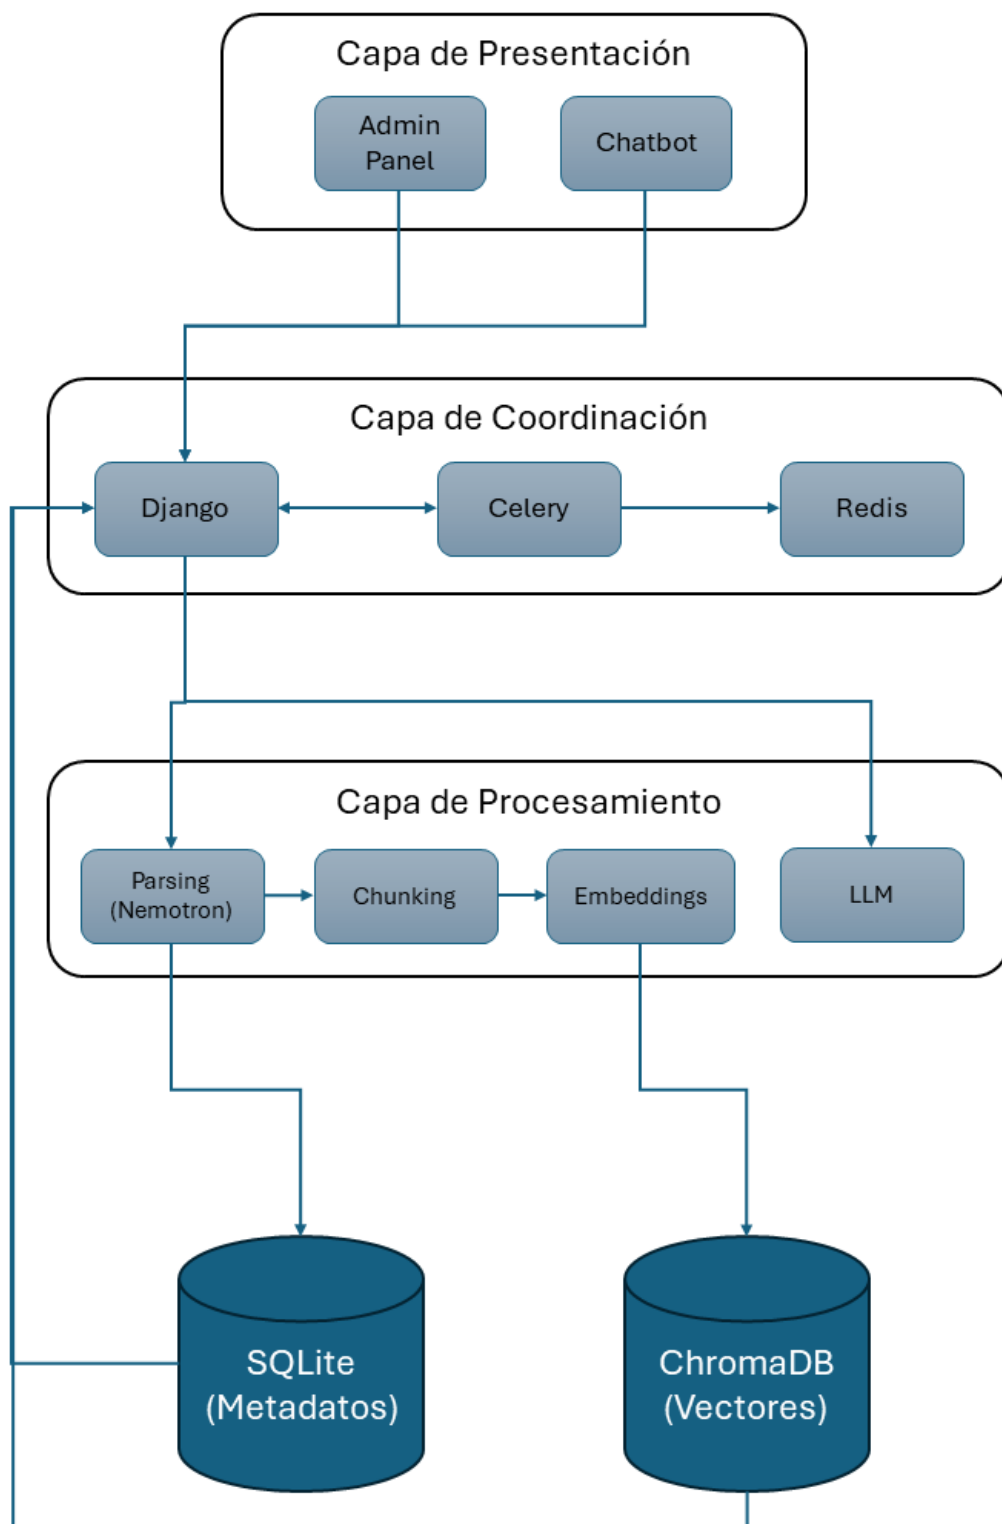 Capa de Presentación
Admin
Panel
Chatbot
Capa de Coordinación
Django
Celery
Redis
Capa de Procesamiento
Parsing
(Nemotron)
Chunking
Embeddings
LLM
SQLite
(Metadatos)
ChromaDB
(Vectores)